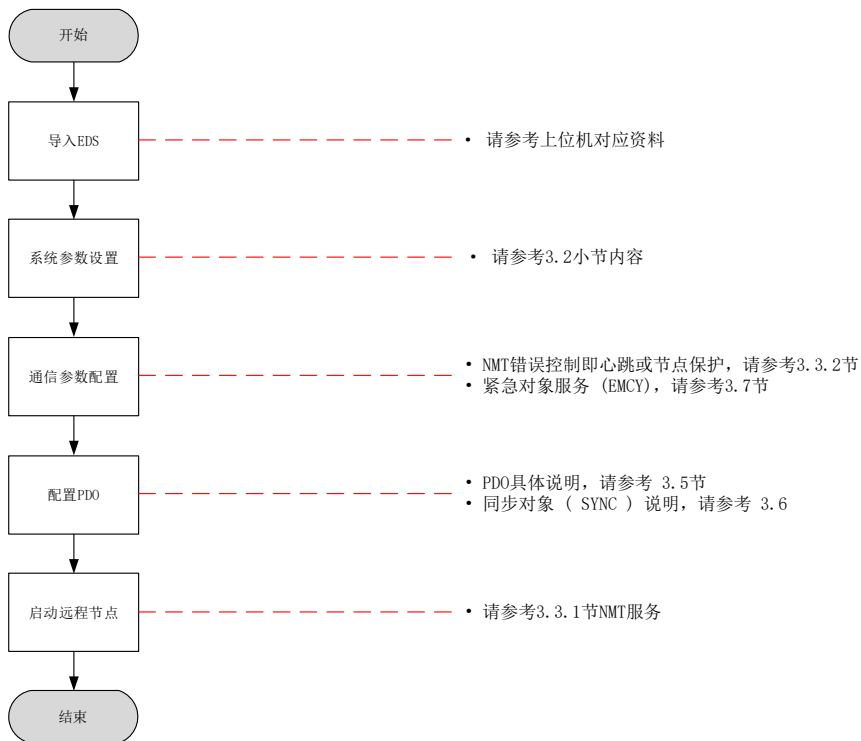 开始
导入EDS
• 请参考上位机对应资料
系统参数设置
• 请参考3.2小节内容
通信参数配置
• NMT错误控制即心跳或节点保护，请参考3.3.2节
• 紧急对象服务 (EMCY)，请参考3.7节
配置PDO
• PDO具体说明，请参考 3.5节
• 同步对象 ( SYNC ) 说明，请参考 3.6
启动远程节点
• 请参考3.3.1节NMT服务
结束